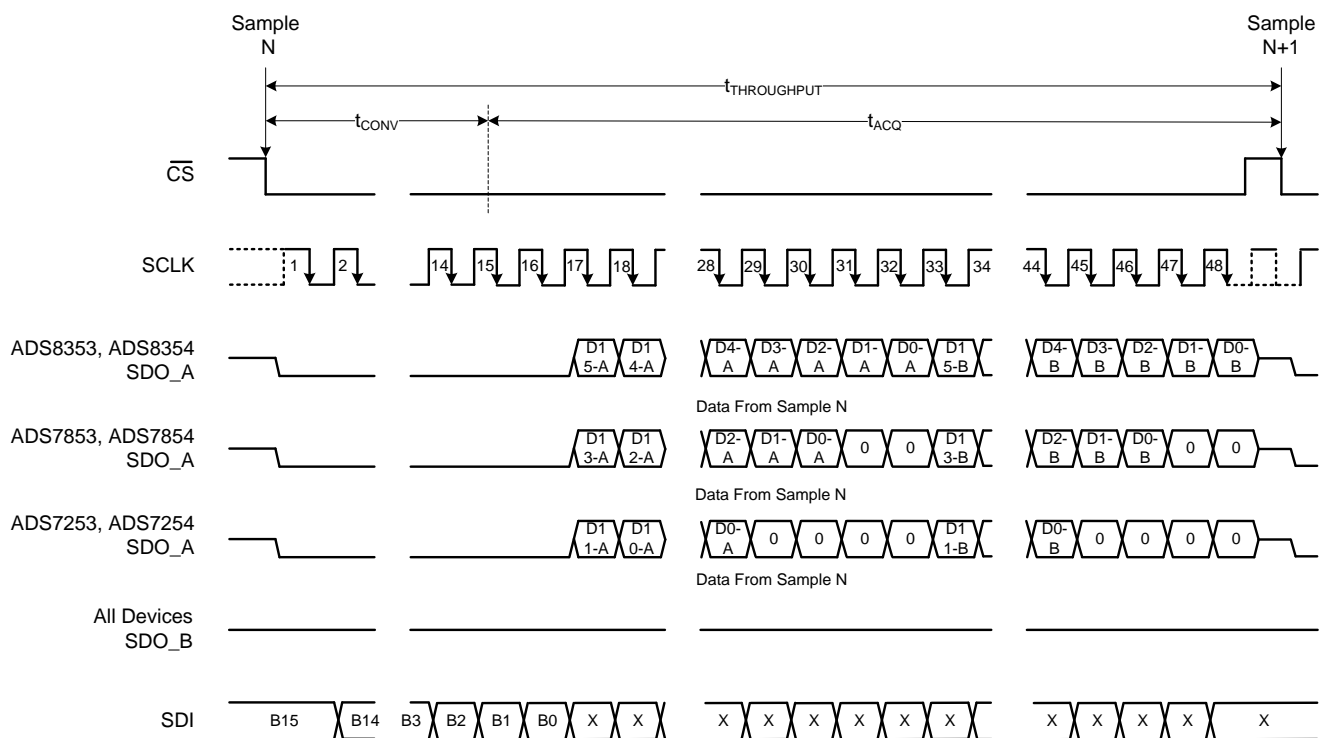 Sample
N
Sample
N+1
tTHROUGHPUT
tCONV
tACQ
CS
SCLK
1 2 14 15 16 17 18 28 29 30 31 32 33 34 44 45 46 47 48
ADS8353, ADS8354
SDO_A
D1 D1 D4- D3- D2- D1- D0- D1 D4- D3- D2- D1- D0-
5-A 4-A A A A A A 5-B B B B B B
Data From Sample N
ADS7853, ADS7854
SDO_A
D1 D1 D2- D1- D0- 0 0 D1 D2- D1- D0- 0 0
3-A 2-A A A A 3-B B B B
Data From Sample N
ADS7253, ADS7254
SDO_A
D1 D1 D0- 0 0 0 0 D1 D0- 0 0 0 0
1-A 0-A A 1-B B
Data From Sample N
All Devices
SDO_B
SDI
B15 B14 B3 B2 B1 B0 X X X X X X X X X X X X X